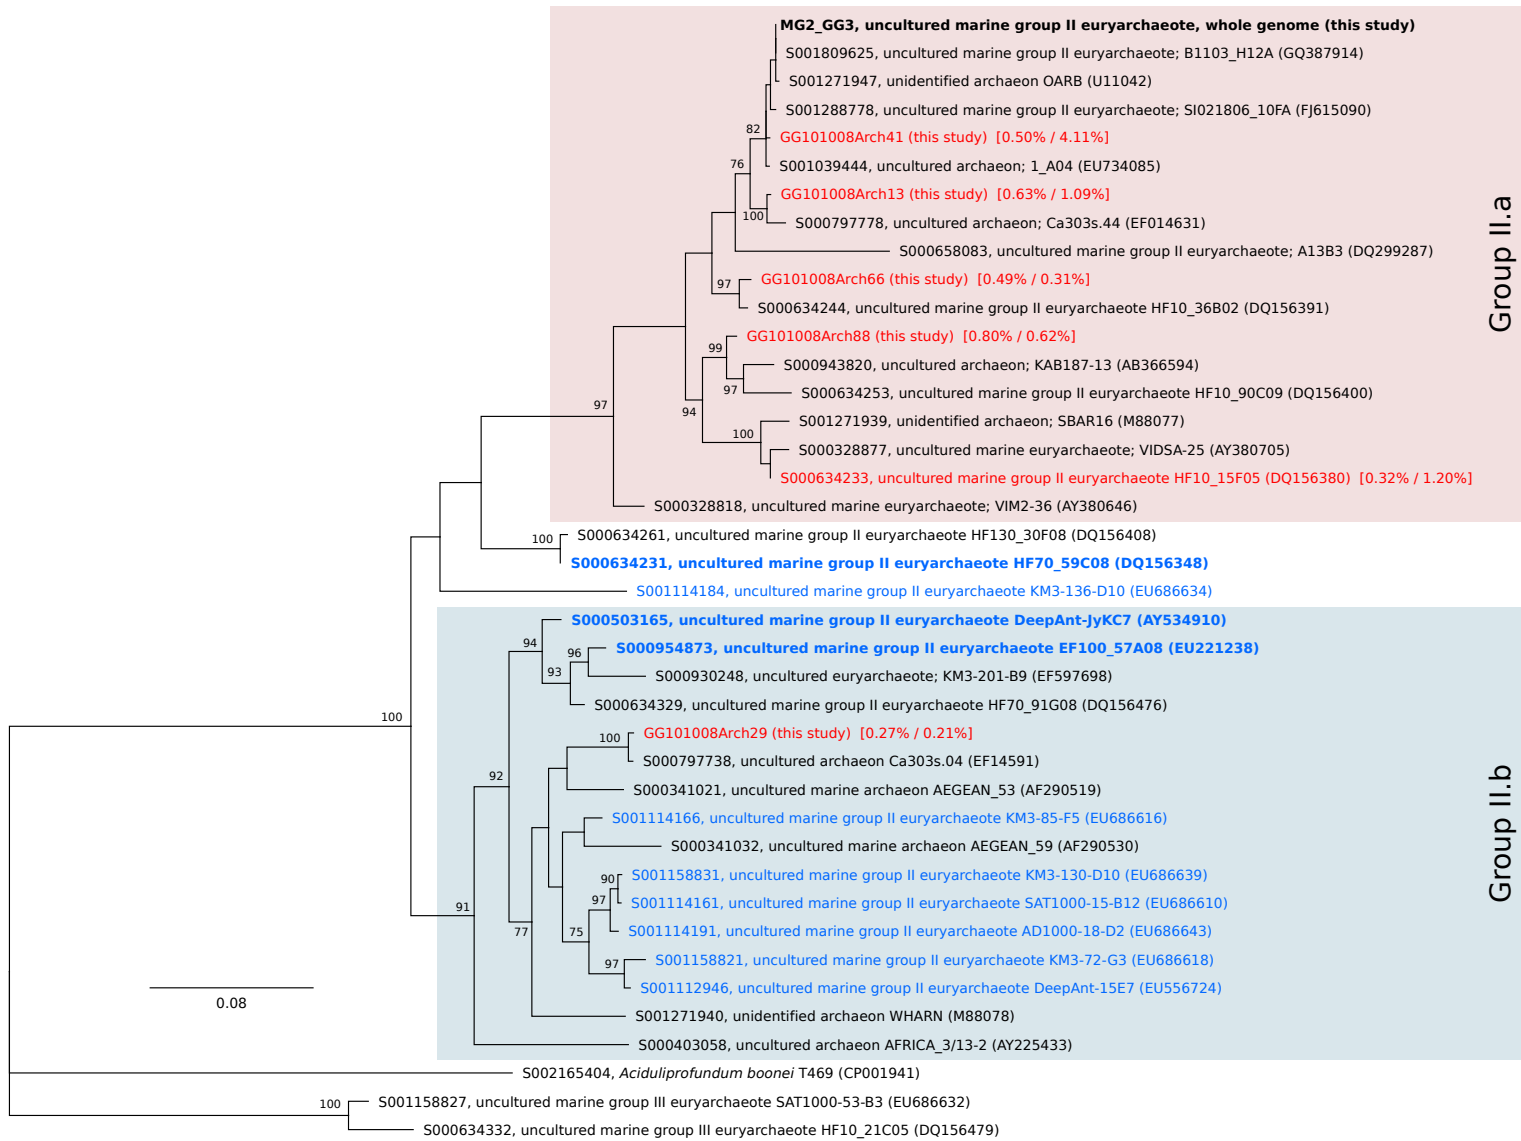 MG2_GG3, uncultured marine group II euryarchaeote, whole genome (this study)
S001809625, uncultured marine group II euryarchaeote; B1103_H12A (GQ387914)
S001271947, unidentified archaeon OARB (U11042)
S001288778, uncultured marine group II euryarchaeote; SI021806_10FA (FJ615090)
82
GG101008Arch41 (this study) [0.50% / 4.11%]
76
S001039444, uncultured archaeon; 1_A04 (EU734085)
GG101008Arch13 (this study) [0.63% / 1.09%]
100
S000797778, uncultured archaeon; Ca303s.44 (EF014631)
S000658083, uncultured marine group II euryarchaeote; A13B3 (DQ299287)
Group II.a
GG101008Arch66 (this study) [0.49% / 0.31%]
97
S000634244, uncultured marine group II euryarchaeote HF10_36B02 (DQ156391)
GG101008Arch88 (this study) [0.80% / 0.62%]
99
S000943820, uncultured archaeon; KAB187-13 (AB366594)
97
S000634253, uncultured marine group II euryarchaeote HF10_90C09 (DQ156400)
97
94
S001271939, unidentified archaeon; SBAR16 (M88077)
100
S000328877, uncultured marine euryarchaeote; VIDSA-25 (AY380705)
S000634233, uncultured marine group II euryarchaeote HF10_15F05 (DQ156380) [0.32% / 1.20%]
S000328818, uncultured marine euryarchaeote; VIM2-36 (AY380646)
S000634261, uncultured marine group II euryarchaeote HF130_30F08 (DQ156408)
100
S000634231, uncultured marine group II euryarchaeote HF70_59C08 (DQ156348)
S001114184, uncultured marine group II euryarchaeote KM3-136-D10 (EU686634)
S000503165, uncultured marine group II euryarchaeote DeepAnt-JyKC7 (AY534910)
94
S000954873, uncultured marine group II euryarchaeote EF100_57A08 (EU221238)
96
93
S000930248, uncultured euryarchaeote; KM3-201-B9 (EF597698)
S000634329, uncultured marine group II euryarchaeote HF70_91G08 (DQ156476)
100
GG101008Arch29 (this study) [0.27% / 0.21%]
100
S000797738, uncultured archaeon Ca303s.04 (EF14591)
92
S000341021, uncultured marine archaeon AEGEAN_53 (AF290519)
S001114166, uncultured marine group II euryarchaeote KM3-85-F5 (EU686616)
Group II.b
S000341032, uncultured marine archaeon AEGEAN_59 (AF290530)
90
S001158831, uncultured marine group II euryarchaeote KM3-130-D10 (EU686639)
97
S001114161, uncultured marine group II euryarchaeote SAT1000-15-B12 (EU686610)
91
77
75
S001114191, uncultured marine group II euryarchaeote AD1000-18-D2 (EU686643)
97
S001158821, uncultured marine group II euryarchaeote KM3-72-G3 (EU686618)
S001112946, uncultured marine group II euryarchaeote DeepAnt-15E7 (EU556724)
0.08
S001271940, unidentified archaeon WHARN (M88078)
S000403058, uncultured archaeon AFRICA_3/13-2 (AY225433)
S002165404, Aciduliprofundum boonei T469 (CP001941)
100
S001158827, uncultured marine group III euryarchaeote SAT1000-53-B3 (EU686632)
S000634332, uncultured marine group III euryarchaeote HF10_21C05 (DQ156479)